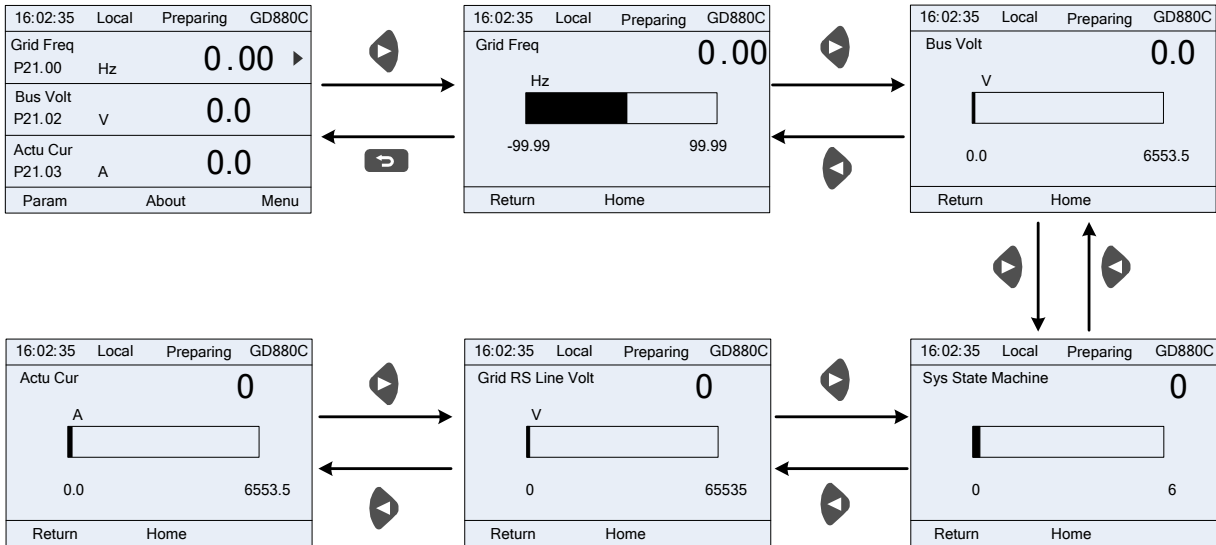 16:02:35 Local Preparing GD880C
Grid Freq
P21.00 Hz 0.00
Bus Volt
P21.02 V 0.0
Actu Cur
P21.03 A 0.0
Param About Menu
16:02:35 Local Preparing GD880C
Grid Freq 0.00
Hz
-99.99 99.99
Return Home
16:02:35 Local Preparing GD880C
Bus Volt 0.0
V
0.0 6553.5
Return Home
16:02:35 Local Preparing GD880C
Actu Cur 0
A
0.0 6553.5
Return Home
16:02:35 Local Preparing GD880C
Grid RS Line Volt 0
V
0 65535
Return Home
16:02:35 Local Preparing GD880C
Sys State Machine 0
0 6
Return Home